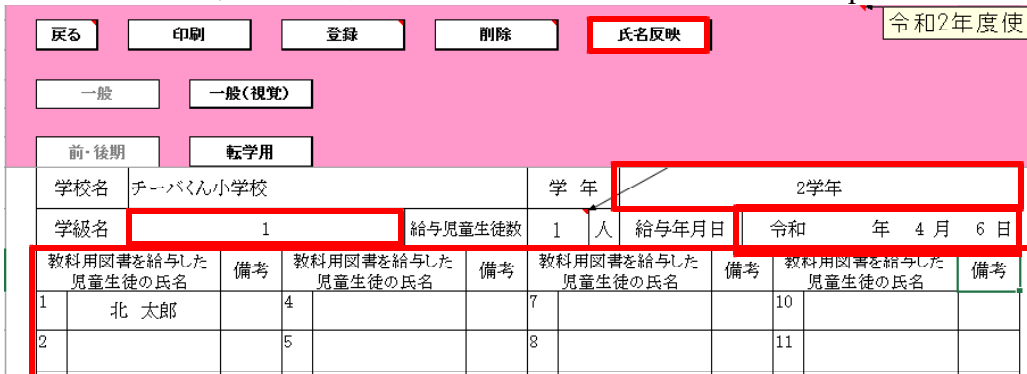 令和2年度使
戻る 印刷 登録 削除 氏名反映
一般 一般(視覚)
前・後期 転学用
学校名 チーバくん小学校 学 年 2学年
学級名 1 給与児童生徒数 1 人 給与年月日 令和 年 4 月 6 日
教科用図書を給与した 備考 教科用図書を給与した 備考 教科用図書を給与した 備考 教科用図書を給与した 備考
児童生徒の氏名 児童生徒の氏名 児童生徒の氏名 児童生徒の氏名
1 北 太郎 4 7 10
2 5 8 11